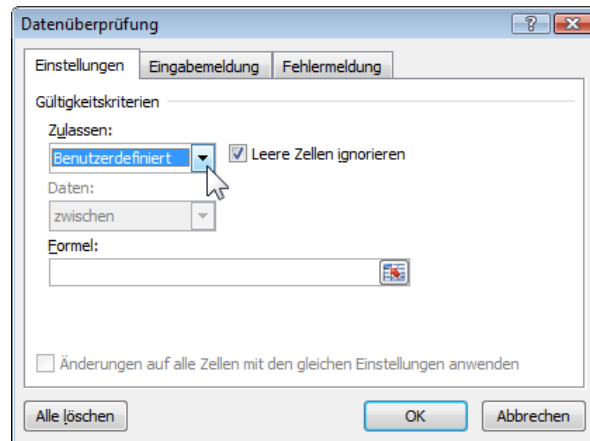 Datenüberprüfung
Einstellungen Eingabemeldung Fehlermeldung
Gültigkeitskriterien
Zulassen:
Benutzerdefiniert Leere Zellen ignorieren
Daten:
zwischen
Formel:
Änderungen auf alle Zellen mit den gleichen Einstellungen anwenden
Alle löschen OK Abbrechen